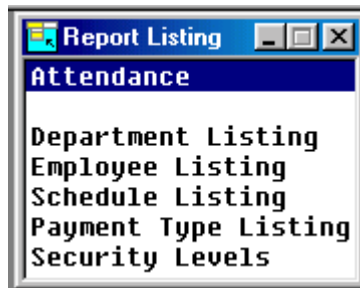 Report Listing
Attendance
Department Listing
Employee Listing
Schedule Listing
Payment Type Listing
Security Levels